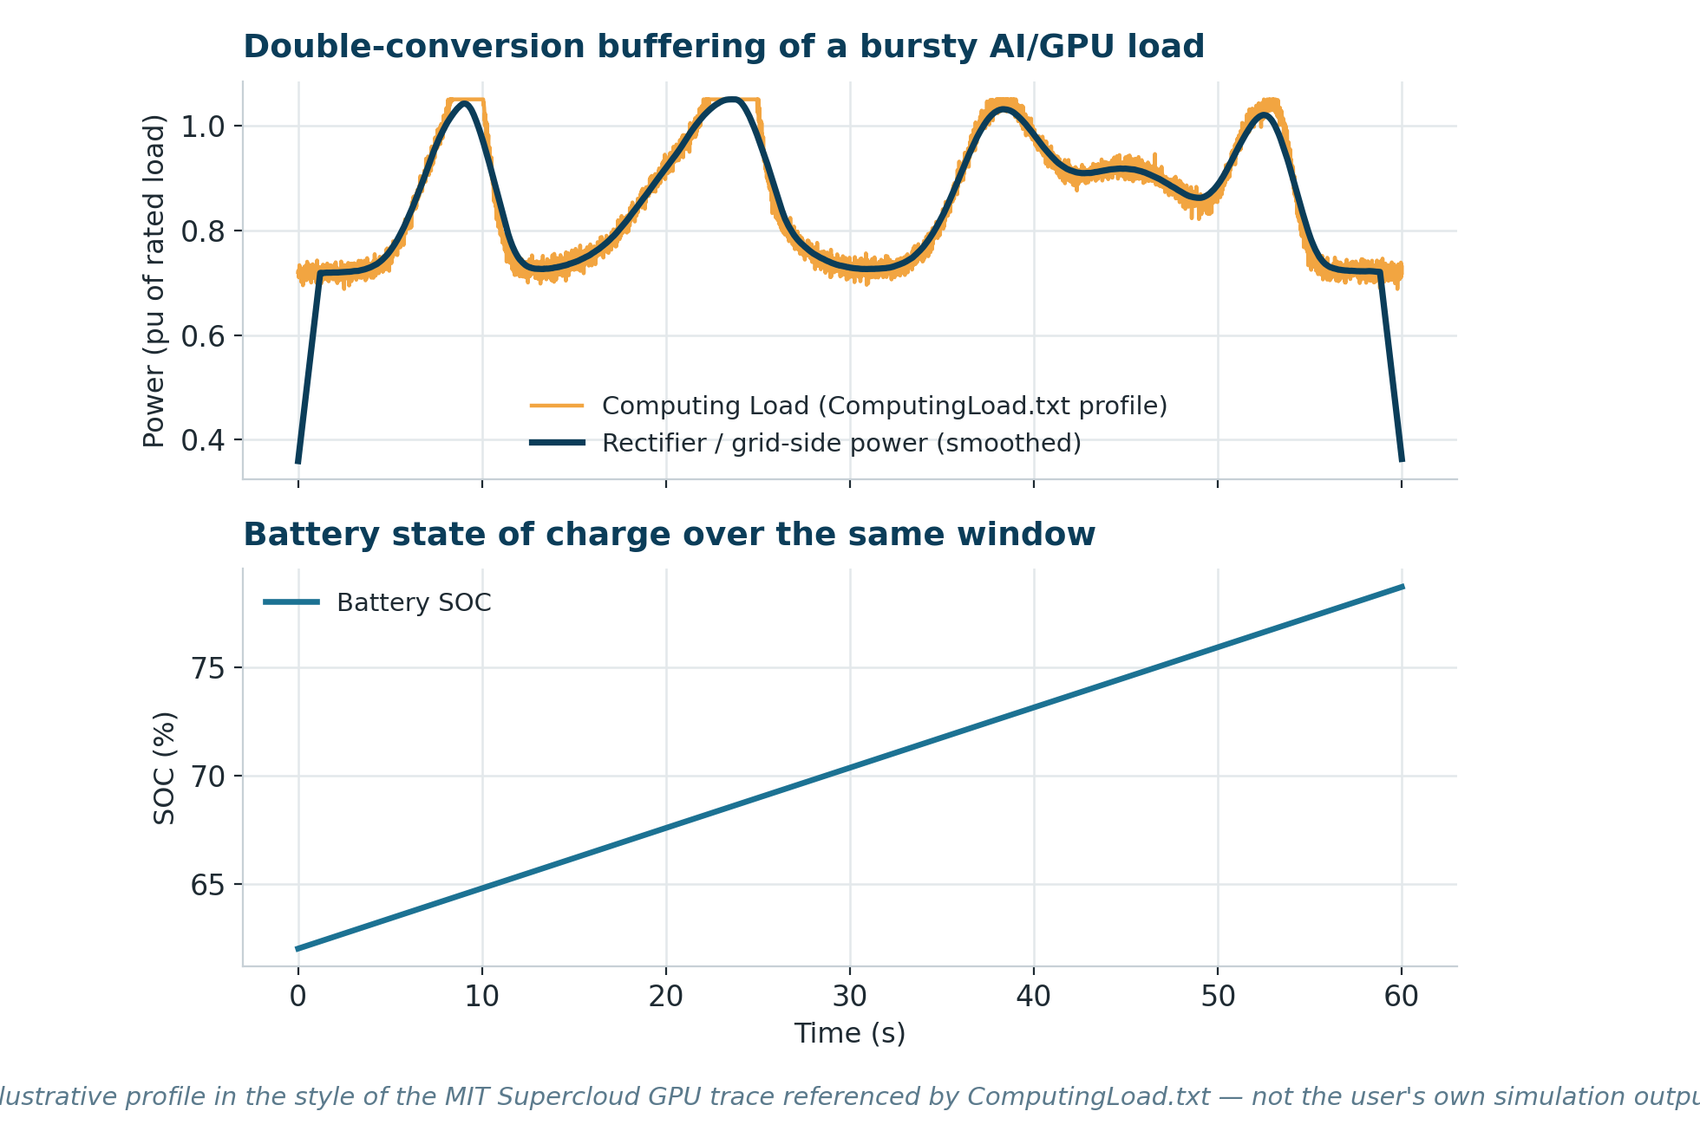 Double-conversion buffering of a bursty AI/GPU load
Power (pu of rated load)
1.0
0.8
0.6
0.4
Computing Load (ComputingLoad.txt profile)
Rectifier / grid-side power (smoothed)
Battery state of charge over the same window
Battery SOC
SOC (%)
75
70
65
0 10 20 30 40 50 60
Time (s)
profile in the style of the MIT Supercloud GPU trace referenced by ComputingLoad.txt — not the user's own simulation